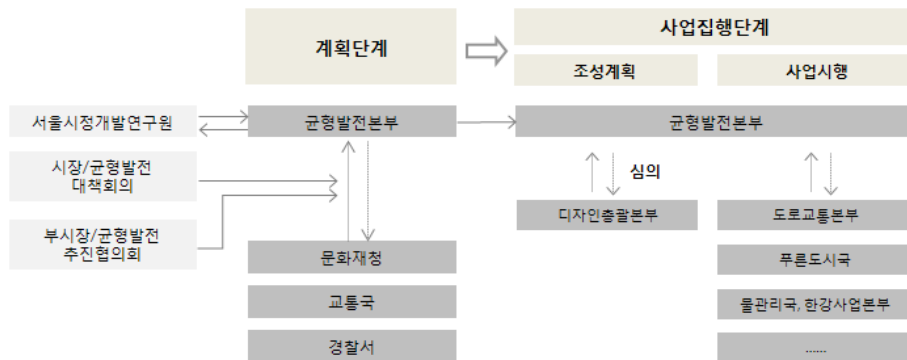 계획단계
사업집행단계
조성계획
사업시행
서울시정개발연구원
균형발전본부
균형발전본부
시장/균형발전
대책회의
심의
부시장/균형발전
추진협의회
디자인총괄본부
도로교통본부
문화재청
푸른도시국
교통국
물관리국, 한강사업본부
경찰서
......